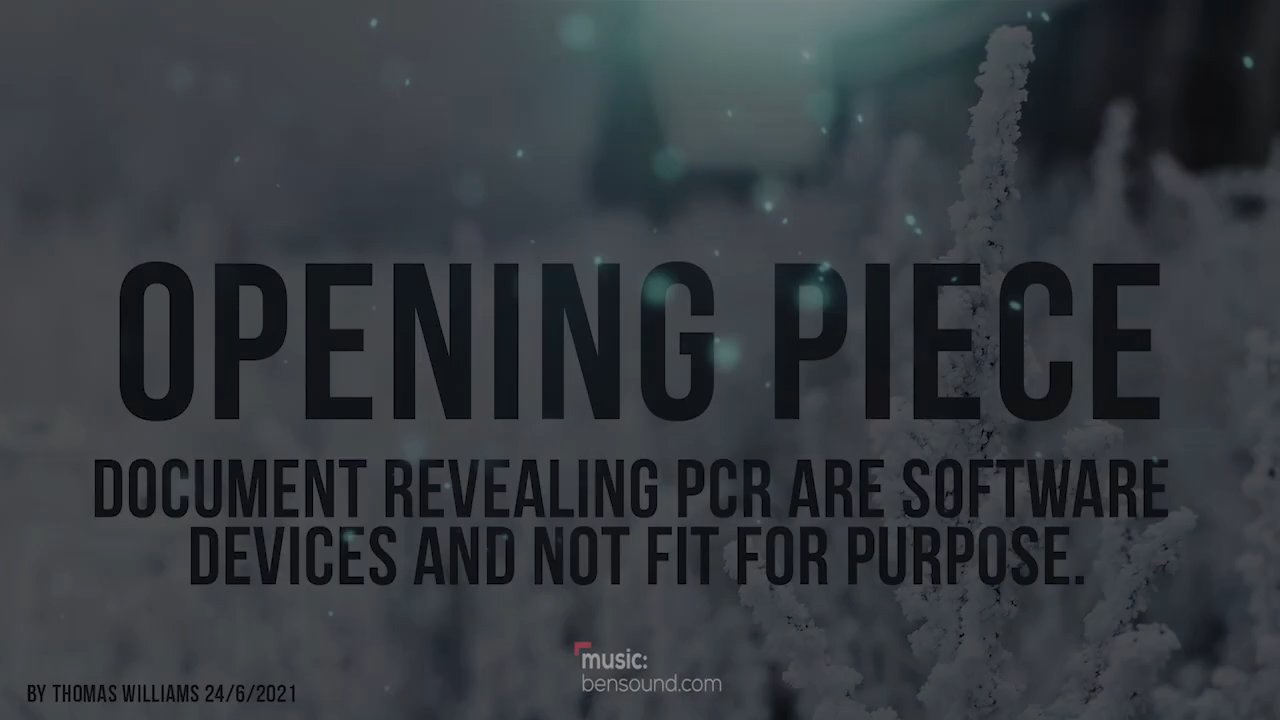 OPENING PIECE
DOCUMENT REVEALING PCR ARE SOFTWARE
DEVICES AND NOT FIT FOR PURPOSE.
music:
bensound.com
BY THOMAS WILLIAMS 24/6/2021